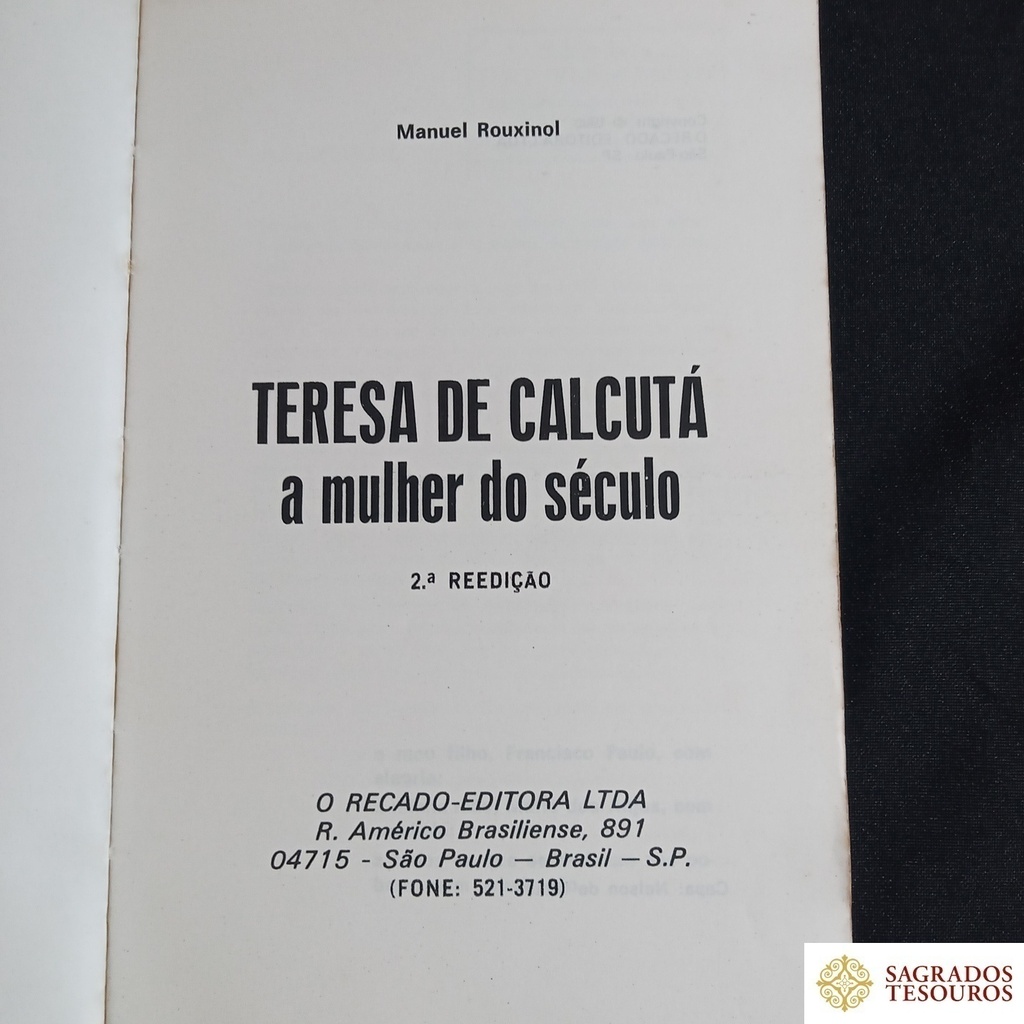 Manuel Rouxinol
TERESA DE CALCUTÁ
a mulher do século
2.ª REEDIÇÃO
O RECADO-EDITORA LTDA
R. Américo Brasiliense, 891
04715 - São Paulo — Brasil — S.P.
(FONE: 521-3719)
SAGRADOS
TESOUROS